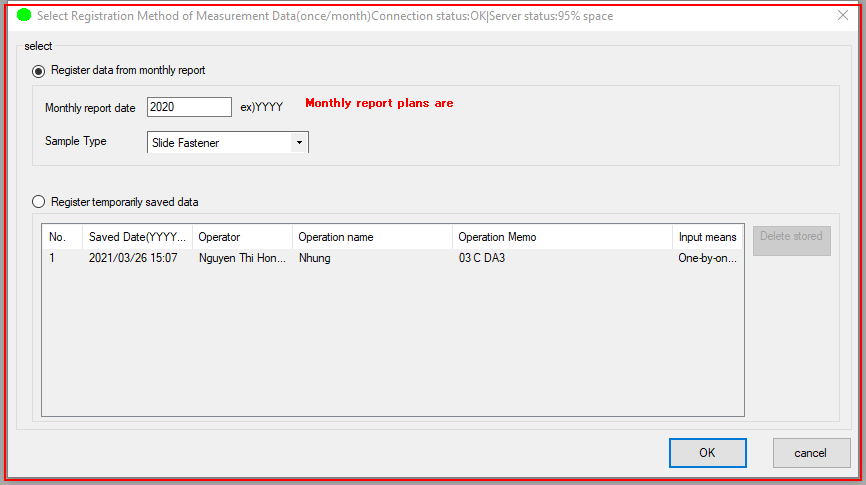 Select Registration Method of Measurement Data(once/month)Connection status:OK|Server status:95% space
select
Register data from monthly report
Monthly report date 2020 ex)YYYY Monthly report plans are
Sample Type Slide Fastener
Register temporarily saved data
No. Saved Date(YYYY... Operator Operation name Operation Memo Input means Delete stored
1 2021/03/26 15:07 Nguyen Thi Hon... Nhung 03 C DA3 One-by-on...
OK cancel